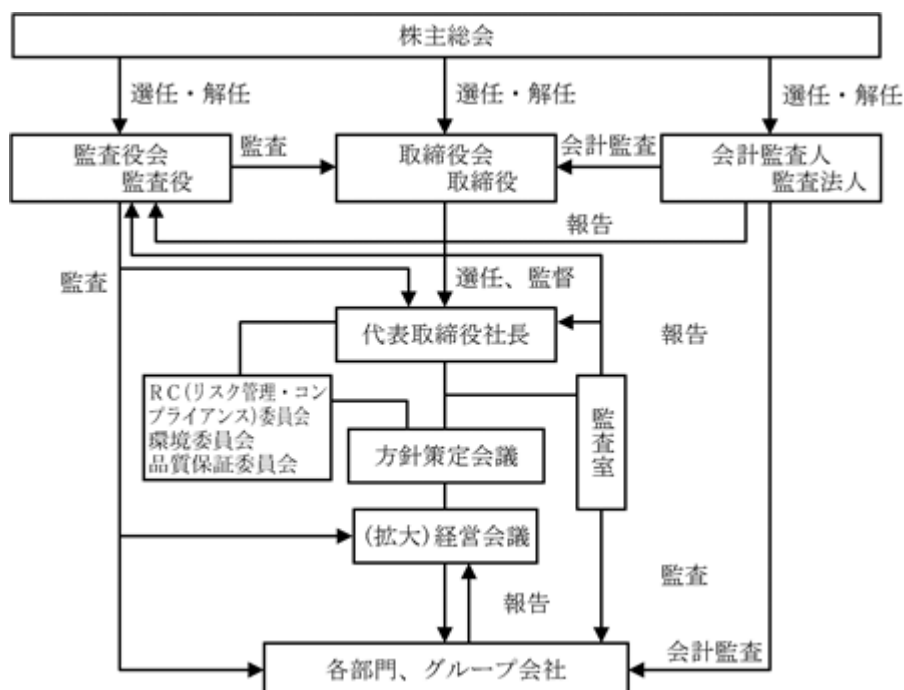 株主総会
選任・解任
選任・解任
選任・解任
監査役会
監査役
監査
取締役会
取締役
会計監査
会計監査人
監査法人
報告
監査
選任、監督
代表取締役社長
報告
RC(リスク管理・コン
プライアンス)委員会
環境委員会
品質保証委員会
監査室
方針策定会議
(拡大)経営会議
監査
報告
会計監査
各部門、グループ会社